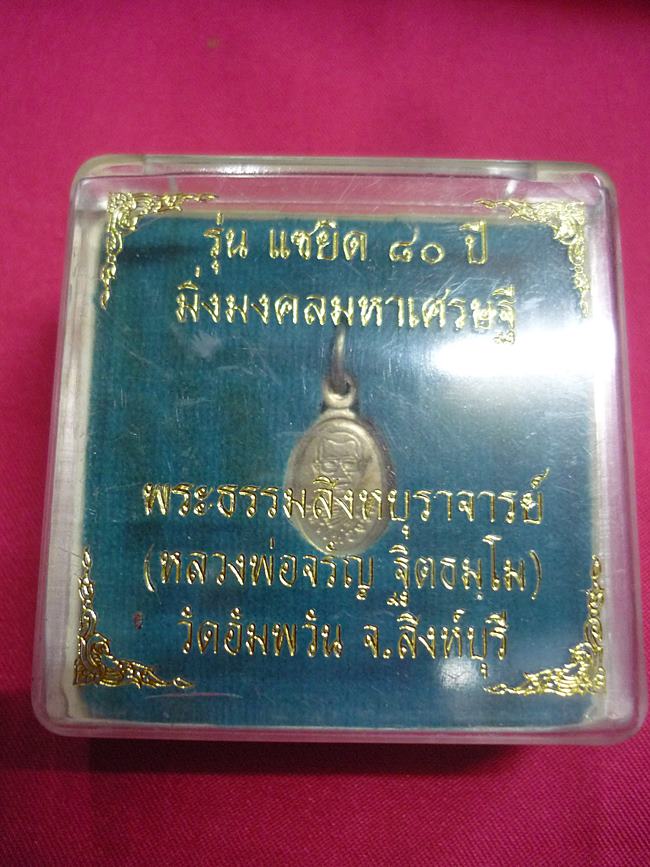 รุ่น แซยิด ๘๐ ปี
มิ่งมงคลมหาเศรษฐี
พระธรรมสิงหบุราจารย์
(หลวงพ่อจรัญ ฐิตธมฺโม)
วัดอัมพวัน จ.สิงห์บุรี